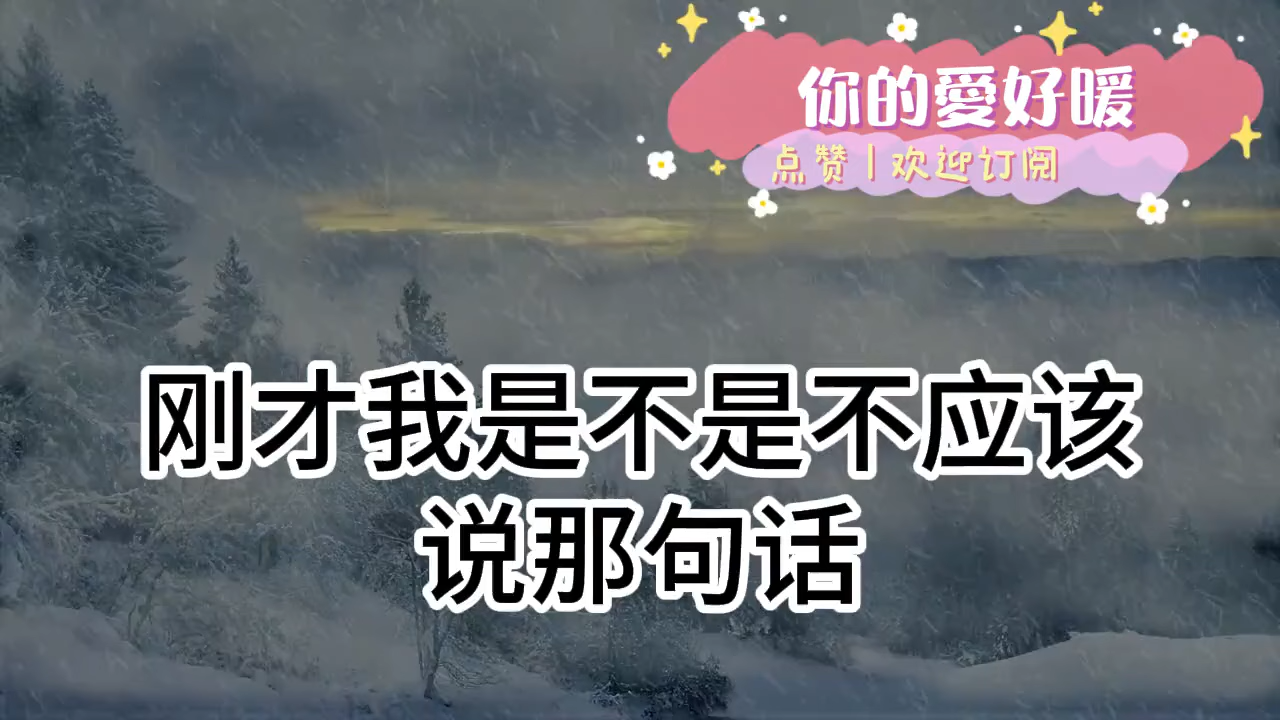 你的愛好暖
点赞|欢迎订阅
刚才我是不是不应该
说那句话